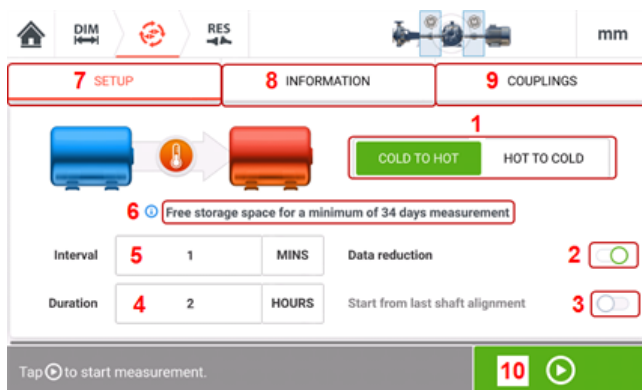 DIM
RES
mm
7 SETUP
8 INFORMATION
9 COUPLINGS
1
COLD TO HOT
HOT TO COLD
6 Free storage space for a minimum of 34 days measurement
Interval 5 1 MINS Data reduction 2
Duration 4 2 HOURS Start from last shaft alignment 3
Tap to start measurement. 10